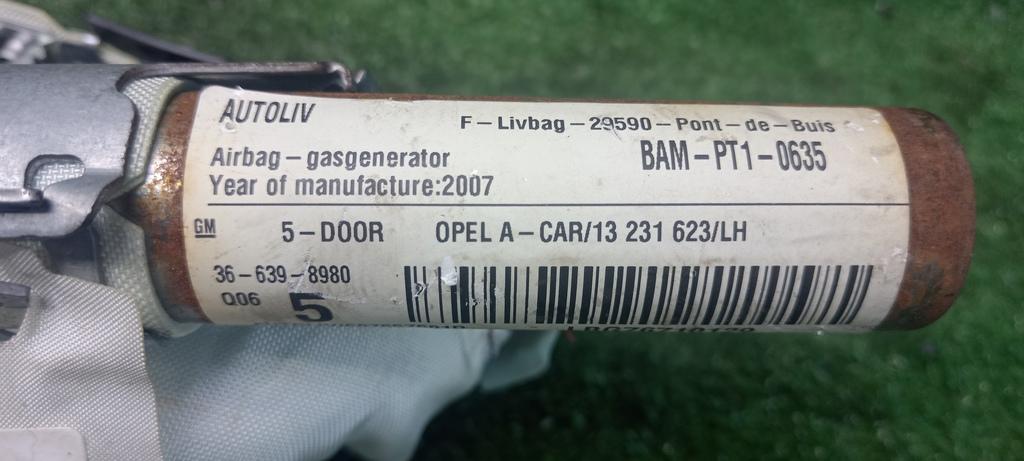 AUTOLIV
F-Livbag-29590-Pont-de-Buis
Airbag-gasgenerator
BAM-PT1-0635
Year of manufacture:2007
GM
5-DOOR OPEL A-CAR/13 231 623/LH
36-639-8980
Q06 5